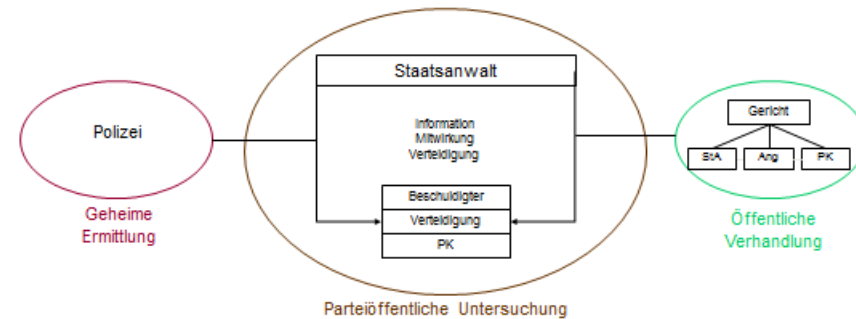 Polizei
Geheime
Ermittlung
Staatsanwalt
Information
Mitwirkung
Verteidigung
Beschuldigter
Verteidigung
PK
Parteiöffentliche Untersuchung
Gericht
StA
Ang
PK
Öffentliche
Verhandlung